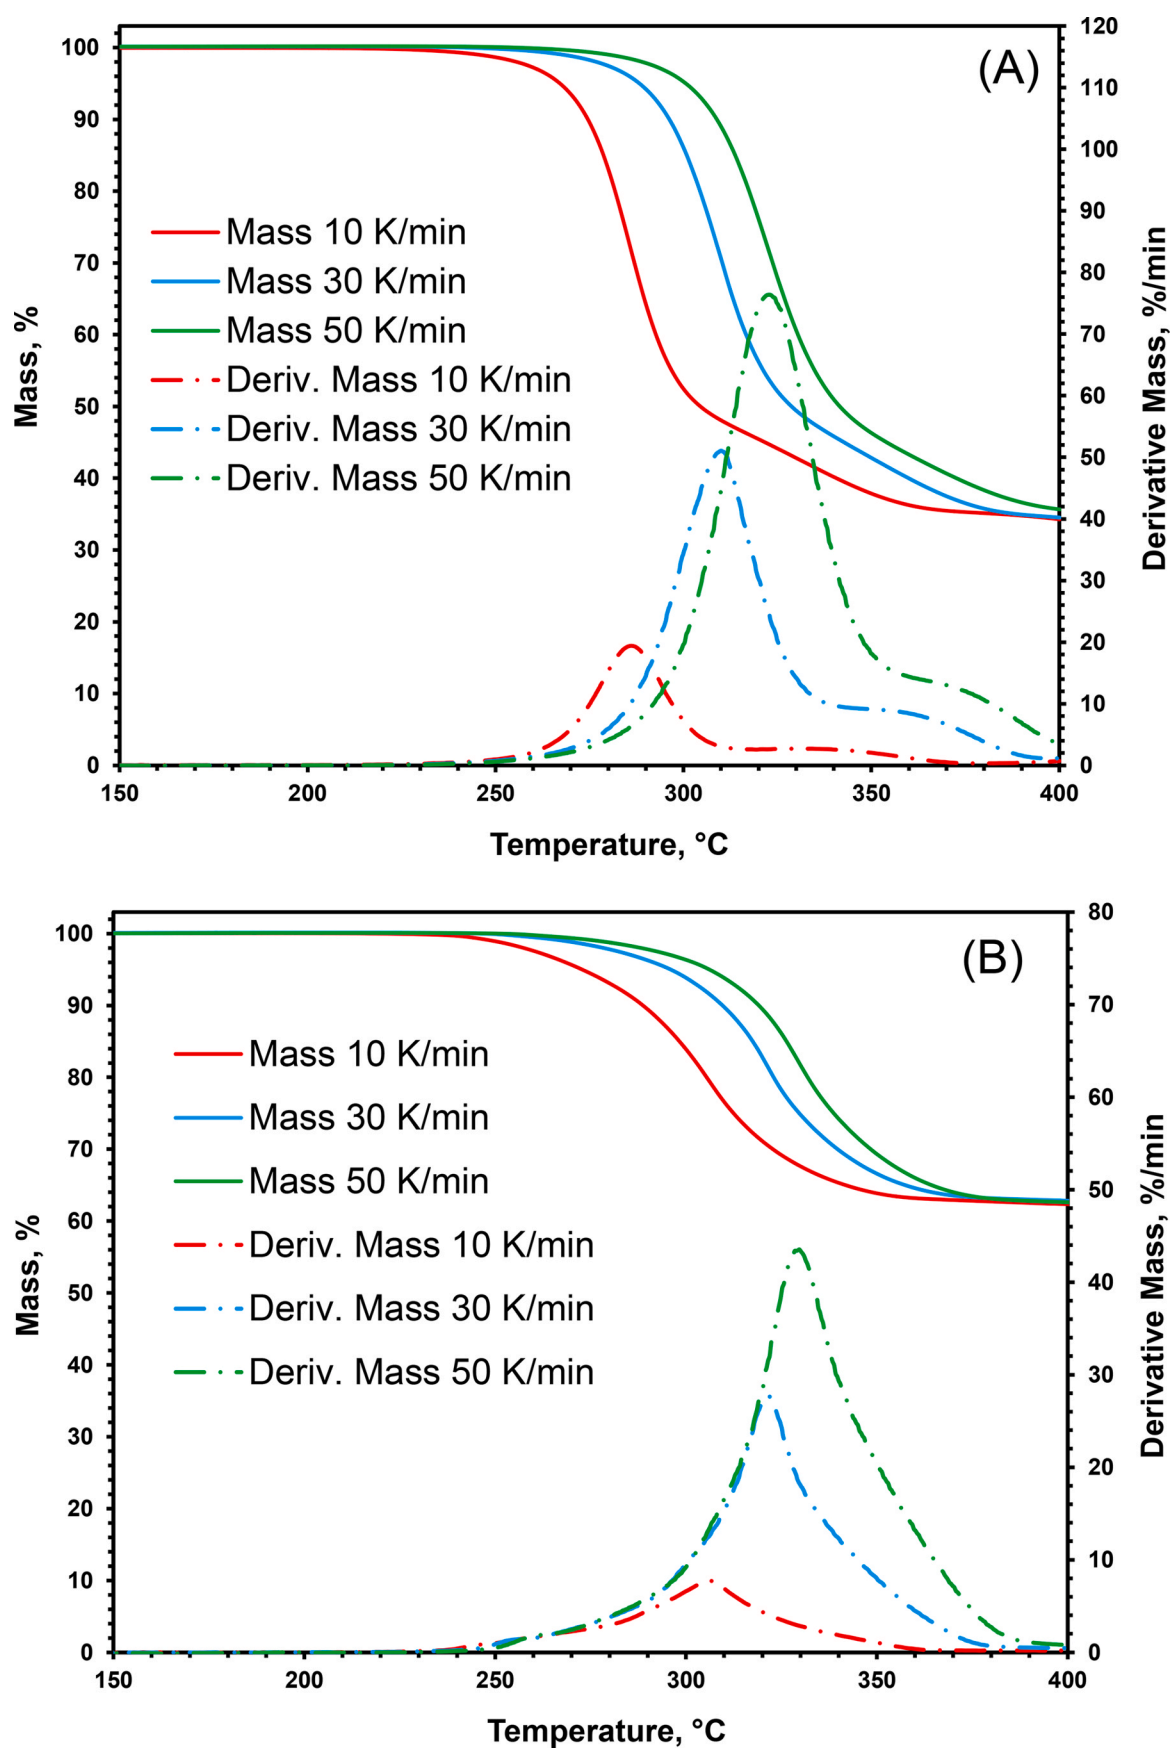 (A)
120
110
100
90
80
70
60
50
40
30
20
10
0
100
90
80
70
60
50
40
30
20
10
0
Mass 10 K/min
Mass 30 K/min
Mass 50 K/min
Deriv. Mass 10 K/min
Deriv. Mass 30 K/min
Deriv. Mass 50 K/min
Mass, %
Derivative Mass, %/min
150 200 250 300 350 400
Temperature, °C
(B)
80
70
60
50
40
30
20
10
0
100
90
80
70
60
50
40
30
20
10
0
Mass 10 K/min
Mass 30 K/min
Mass 50 K/min
Deriv. Mass 10 K/min
Deriv. Mass 30 K/min
Deriv. Mass 50 K/min
Mass, %
Derivative Mass, %/min
150 200 250 300 350 400
Temperature, °C